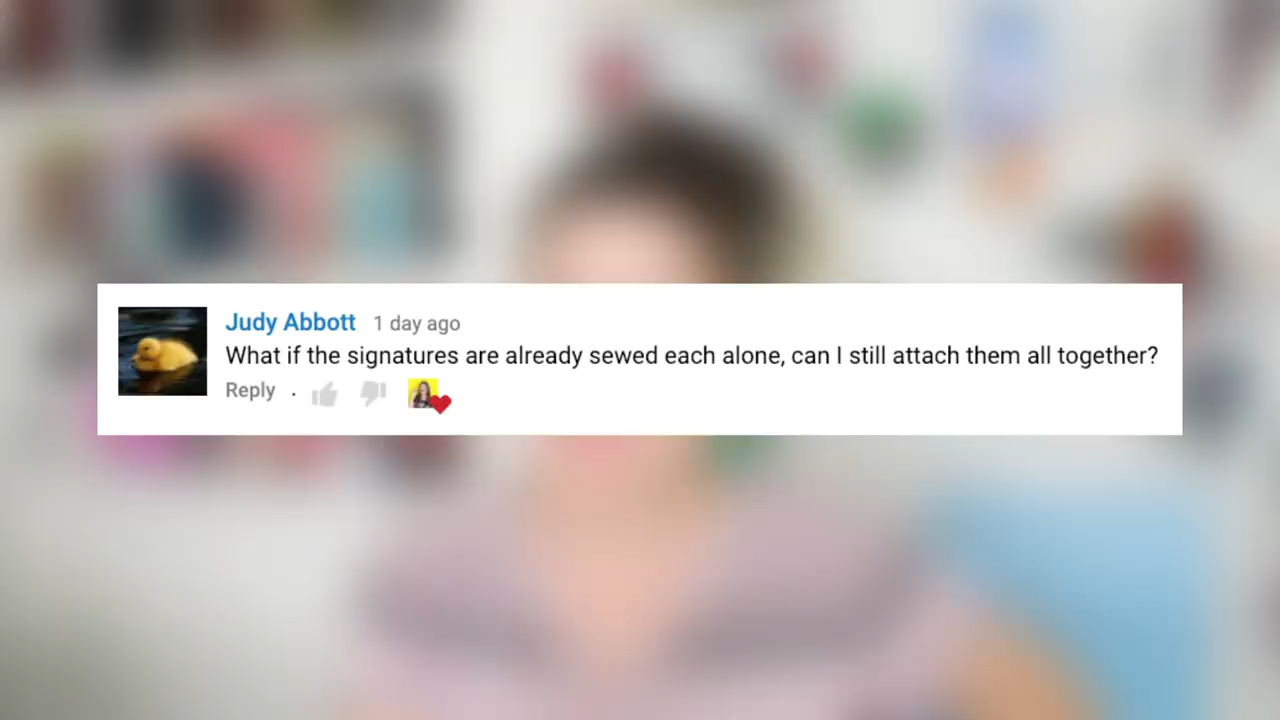 Judy Abbott 1 day ago
What if the signatures are already sewed each alone, can I still attach them all together?
Reply .